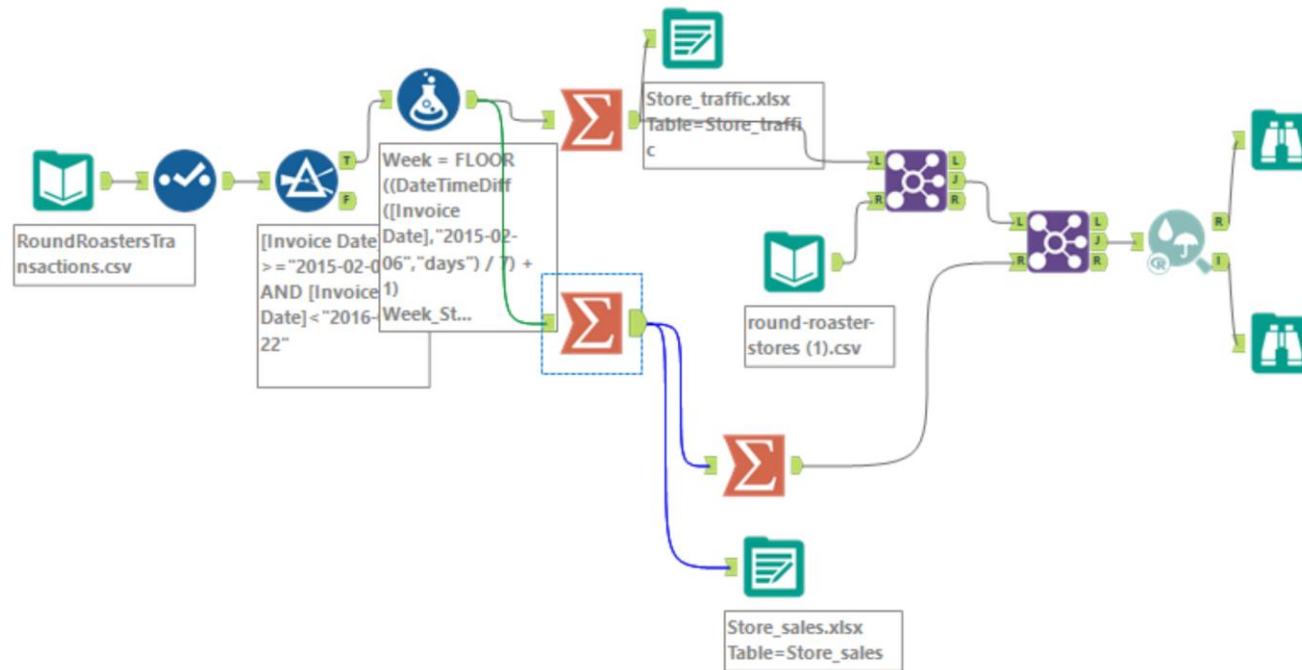 RoundRoastersTra
nsactions.csv
[Invoice Date]
>="2015-02-0
AND [Invoice
Date]<"2016-
22"
T
F
Week = FLOOR
((DateTimeDiff
([Invoice
Date],"2015-02-
06","days") / 7) +
1)
Week_St...
Store_traffic.xlsx
Table=Store_traffi
c
round-roaster-
stores (1).csv
L
R
L
J
R
L
R
L
J
R
R
R
I
Store_sales.xlsx
Table=Store_sales